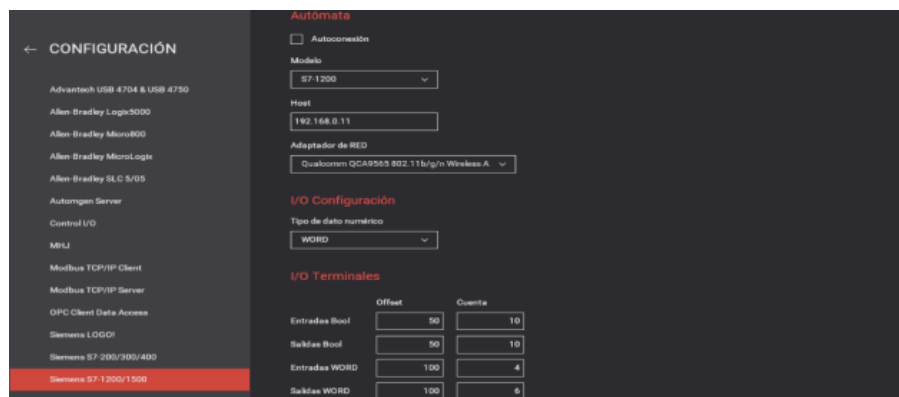 ← CONFIGURACIÓN
Advantech USB 4704 & USB 4750
Allen-Bradley Logix5000
Allen-Bradley Micro800
Allen-Bradley MicroLogix
Allen-Bradley SLC 5/05
Automgen Server
Control I/O
MHJ
Modbus TCP/IP Client
Modbus TCP/IP Server
OPC Client Data Access
Siemens LOGO!
Siemens S7-200/300/400
Siemens S7-1200/1500
Autómata
Autoconexión
Modelo
S7-1200
Host
192.168.0.11
Adaptador de RED
Qualcomm QCA9565 802.11b/g/n Wireless A
I/O Configuración
Tipo de dato numérico
WORD
I/O Terminales
Offset Cuenta
Entradas Bool 50 10
Salidas Bool 50 10
Entradas WORD 100 4
Salidas WORD 100 6